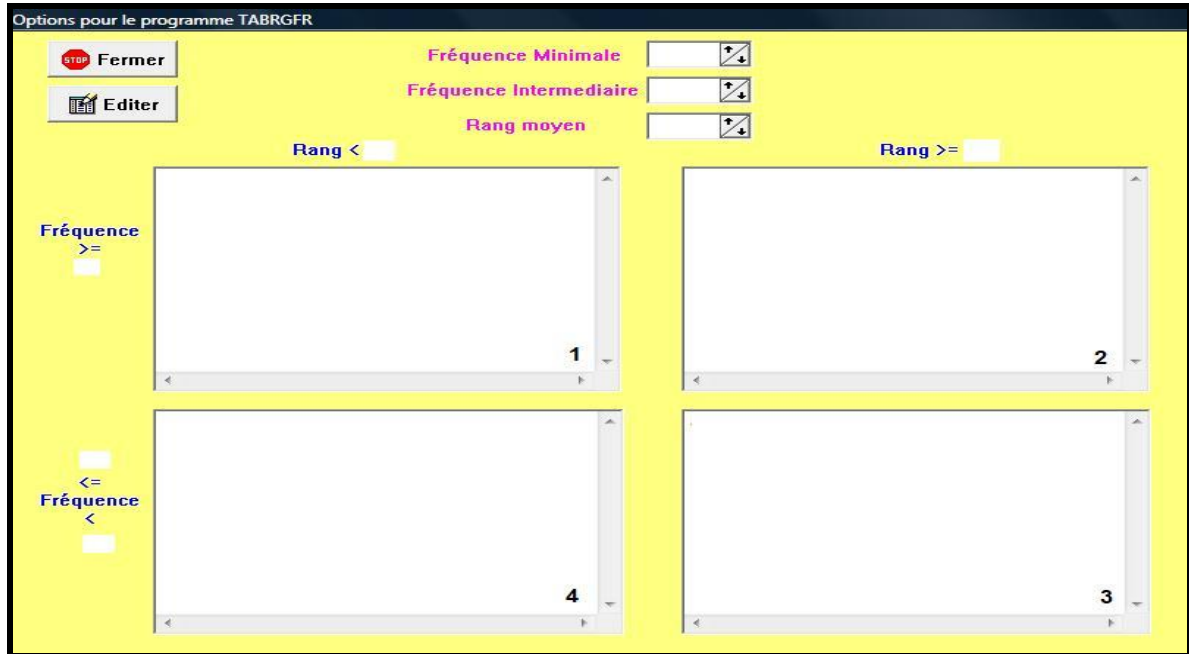 Options pour le programme TABRGFR
Fermer
Fréquence Minimale
Editer
Fréquence Intermediaire
Rang moyen
Rang <
Rang >=
Fréquence
>=
1
2
<=
Fréquence
<
4
3